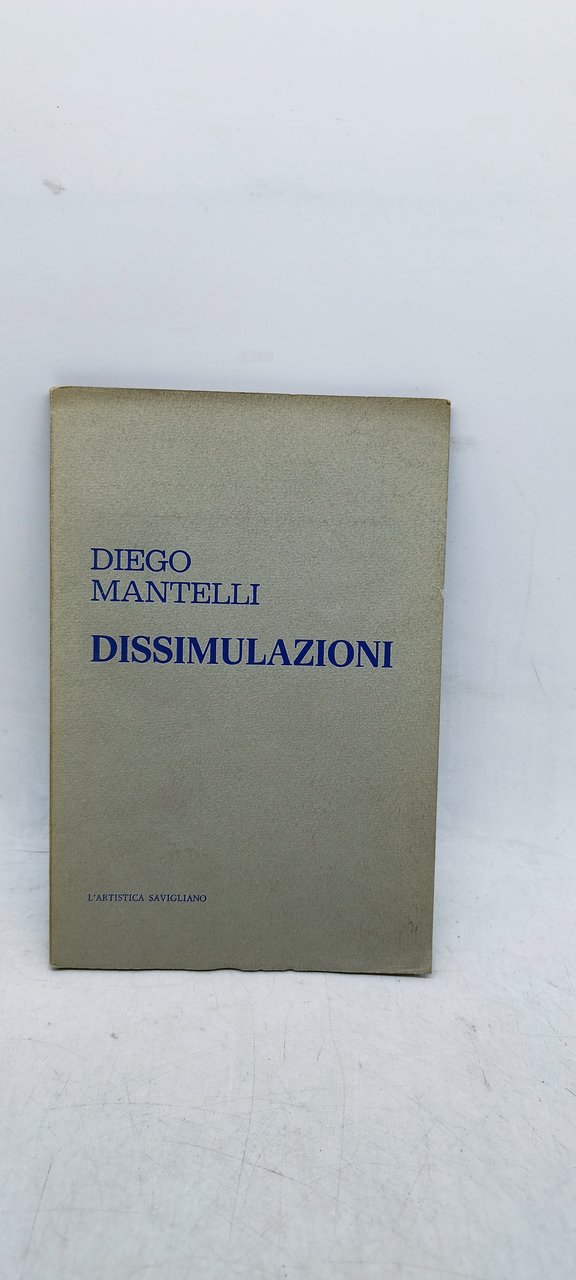 DIEGO
MANTELLI
DISSIMULAZIONI
L'ARTISTICA SAVIGLIANO